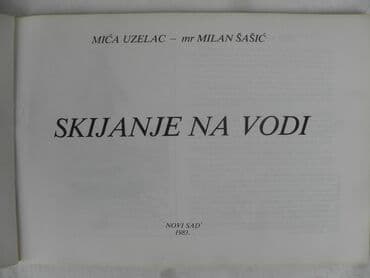 MIĆA UZELAC – mr MILAN ŠAŠIĆ
SKIJANJE NA VODI
NOVI SAD
1983.